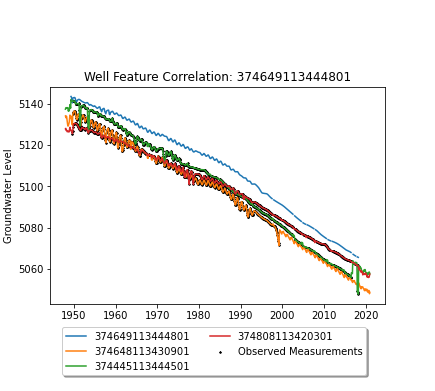 Well Feature Correlation: 374649113444801
Groundwater Level
5140
5120
5100
5080
5060
1950 1960 1970 1980 1990 2000 2010 2020
374649113444801
374648113430901
374445113444501
374808113420301
Observed Measurements